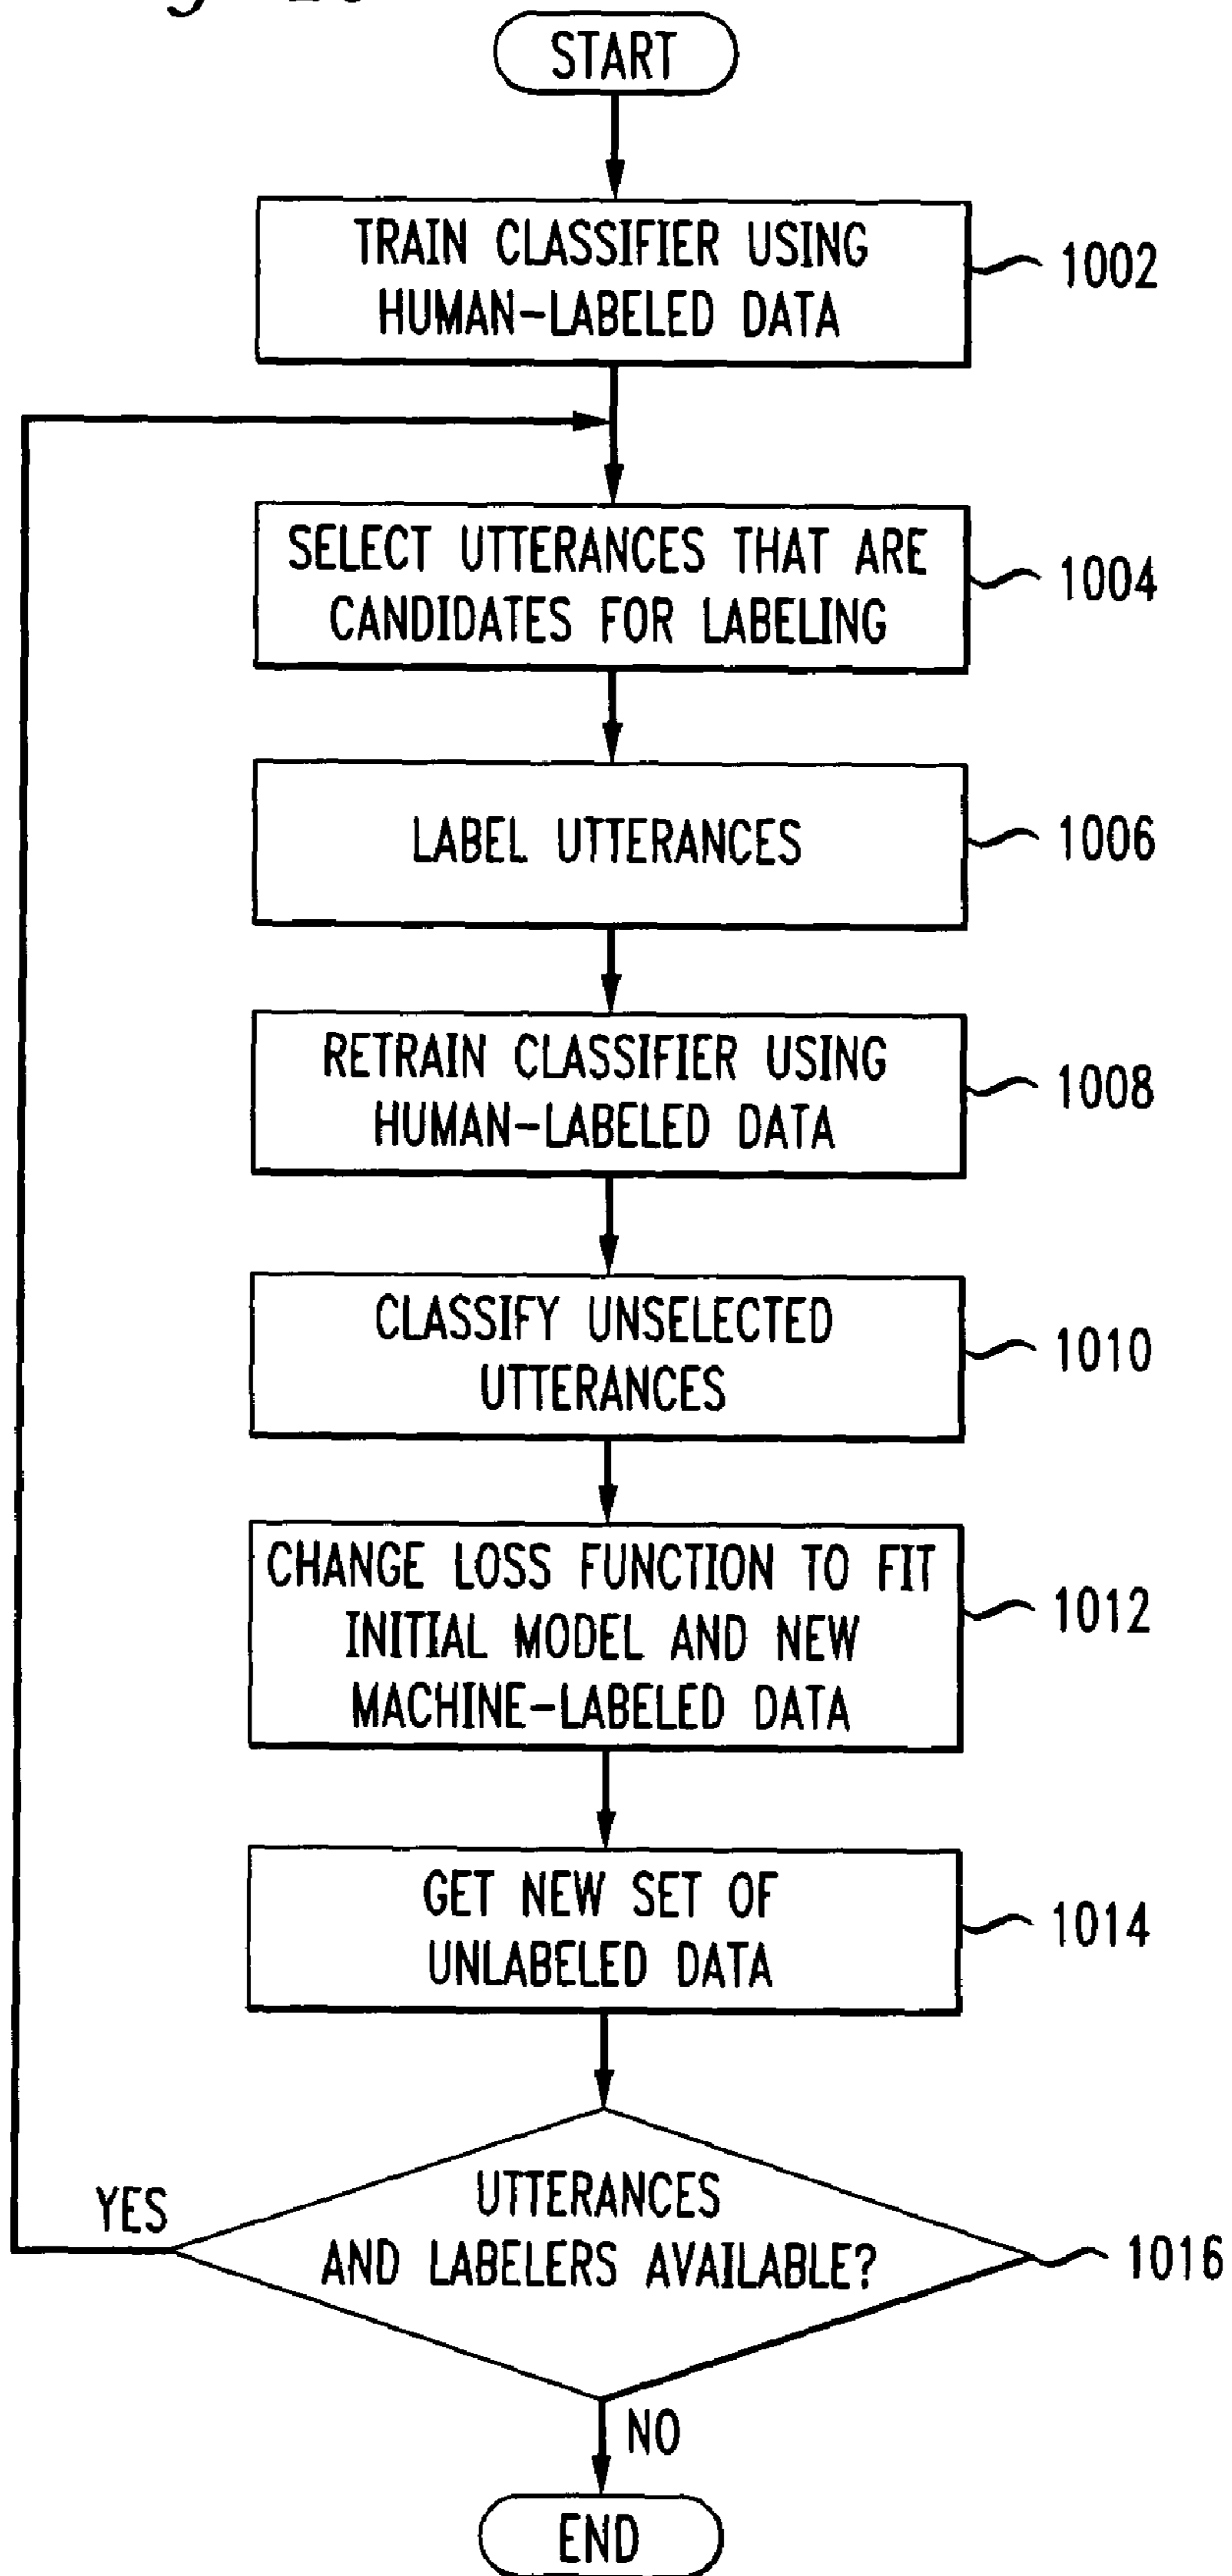 START
TRAIN CLASSIFIER USING
HUMAN-LABELED DATA
1002
SELECT UTTERANCES THAT ARE
CANDIDATES FOR LABELING
1004
LABEL UTTERANCES
1006
RETRAIN CLASSIFIER USING
HUMAN-LABELED DATA
1008
CLASSIFY UNSELECTED
UTTERANCES
1010
CHANGE LOSS FUNCTION TO FIT
INITIAL MODEL AND NEW
MACHINE-LABELED DATA
1012
GET NEW SET OF
UNLABELED DATA
1014
YES
UTTERANCES
AND LABELERS AVAILABLE?
1016
NO
END